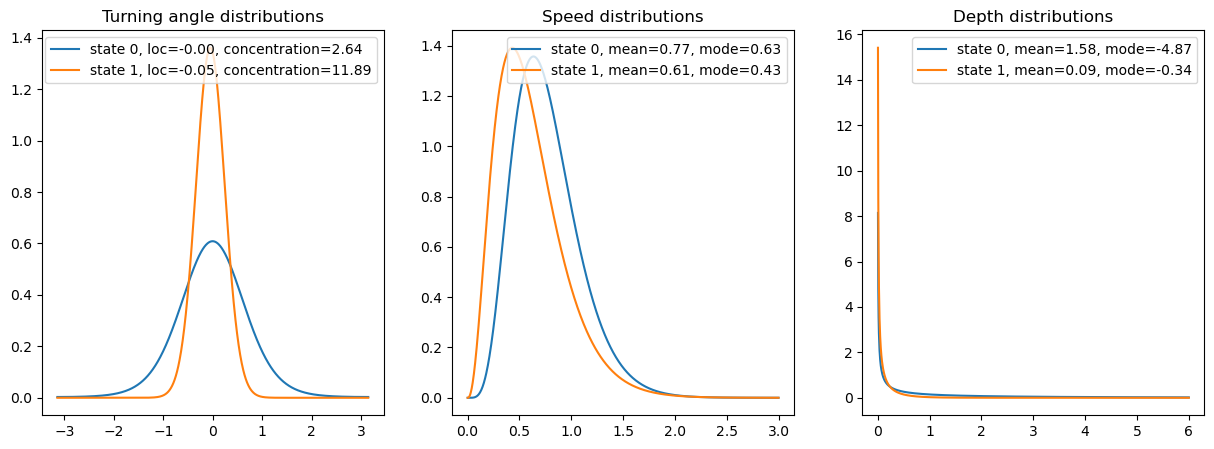 Turning angle distributions
state 0, loc=-0.00, concentration=2.64
state 1, loc=-0.05, concentration=11.89
1.4
1.2
1.0
0.8
0.6
0.4
0.2
0.0
−3 −2 −1 0 1 2 3
Speed distributions
state 0, mean=0.77, mode=0.63
state 1, mean=0.61, mode=0.43
1.4
1.2
1.0
0.8
0.6
0.4
0.2
0.0
0.0 0.5 1.0 1.5 2.0 2.5 3.0
Depth distributions
state 0, mean=1.58, mode=-4.87
state 1, mean=0.09, mode=-0.34
16
14
12
10
8
6
4
2
0
0 1 2 3 4 5 6